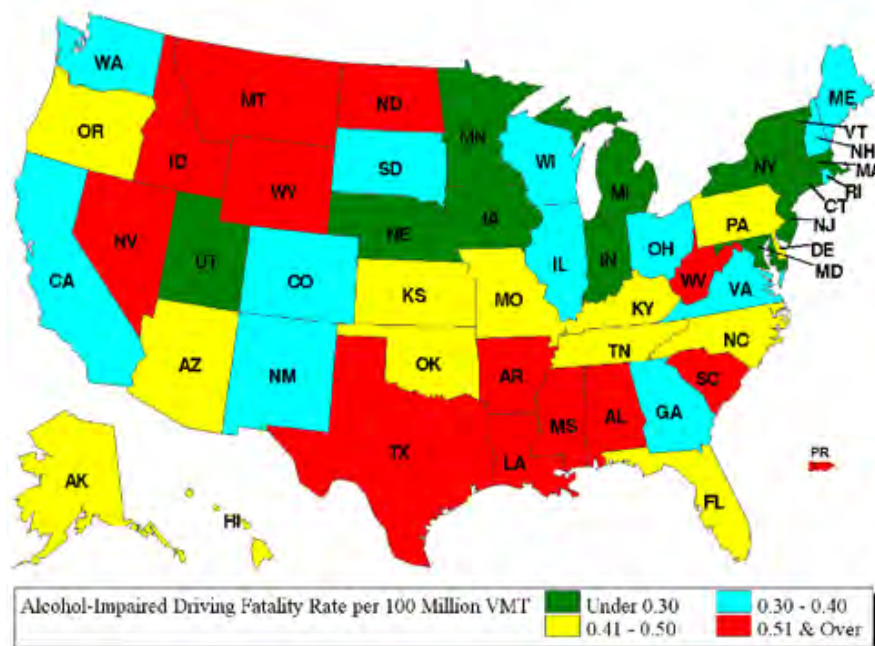 WA
ME
MT
ND
VT
OR
MN
NH
ID
WI
NY
MA
SD
MI
RI
WY
CT
PA
IA
NJ
NE
NV
OH
DE
UT
IN
IL
MD
CA
CO
WV
VA
KS
MO
KY
NC
TN
AZ
OK
NM
AR
SC
GA
MS
AL
TX
LA
PR
AK
FL
HI
Alcohol-Impaired Driving Fatality Rate per 100 Million VMT
Under 0.30
0.30 - 0.40
0.41 - 0.50
0.51 & Over